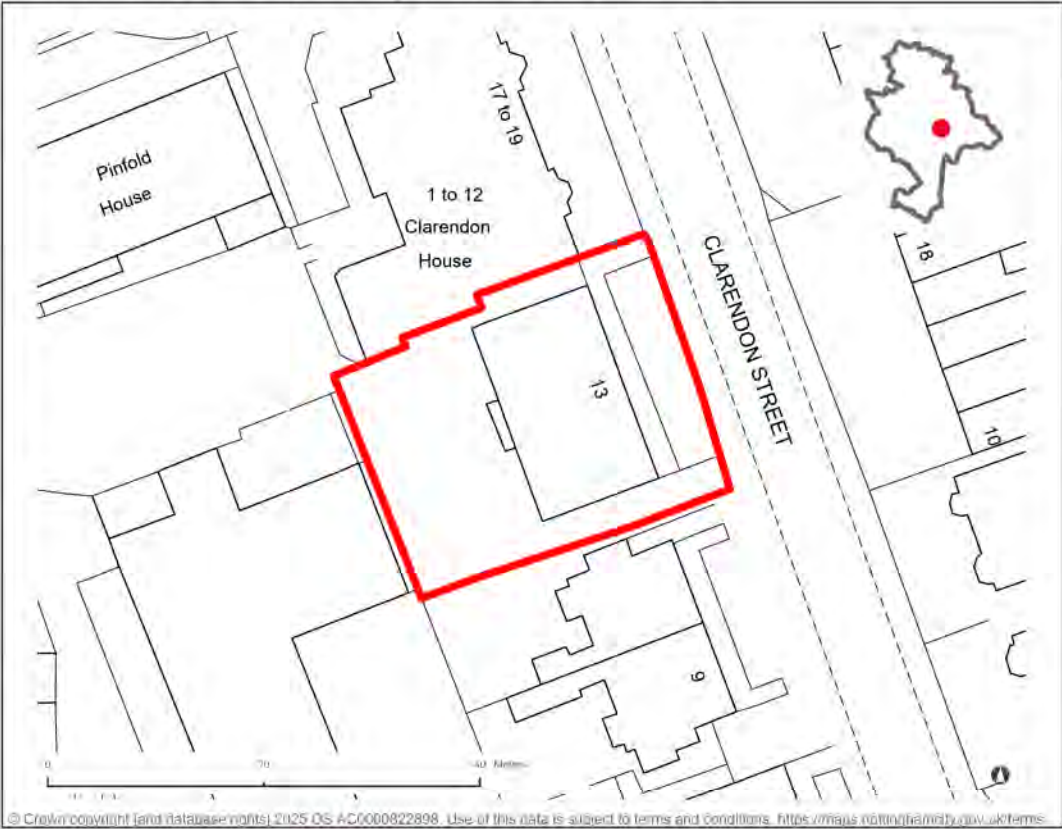 Pinfold
House
17 to 19
1 to 12
Clarendon
House
CLARENDON STREET
18
13
10
9
0
20
40 Metres
© Crown copyright [and database rights] 2025 OS AC0000822898. Use of this data is subject to terms and conditions. https://maps.nottinghamcity.gov.uk/terms.